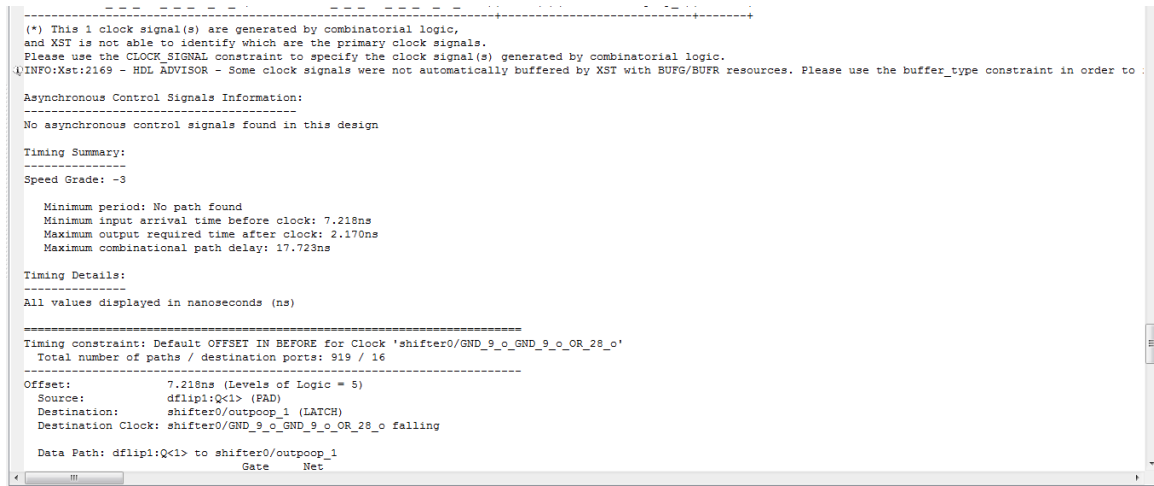 --------------------------------------------------------------------+----------------------------+-------+
(*) This 1 clock signal(s) are generated by combinatorial logic,
and XST is not able to identify which are the primary clock signals.
Please use the CLOCK_SIGNAL constraint to specify the clock signal(s) generated by combinatorial logic.
INFO:Xst:2169 - HDL ADVISOR - Some clock signals were not automatically buffered by XST with BUFG/BUFR resources. Please use the buffer_type constraint in order to
Asynchronous Control Signals Information:
----------------------------------------
No asynchronous control signals found in this design
Timing Summary:
---------------
Speed Grade: -3
Minimum period: No path found
Minimum input arrival time before clock: 7.218ns
Maximum output required time after clock: 2.170ns
Maximum combinational path delay: 17.723ns
Timing Details:
---------------
All values displayed in nanoseconds (ns)
=========================================================================
Timing constraint: Default OFFSET IN BEFORE for Clock 'shifter0/GND_9_o_GND_9_o_OR_28_o'
Total number of paths / destination ports: 919 / 16
-------------------------------------------------------------------------
Offset: 7.218ns (Levels of Logic = 5)
Source: dflip1:Q<1> (PAD)
Destination: shifter0/outpoop_1 (LATCH)
Destination Clock: shifter0/GND_9_o_GND_9_o_OR_28_o falling
Data Path: dflip1:Q<1> to shifter0/outpoop_1
Gate Net